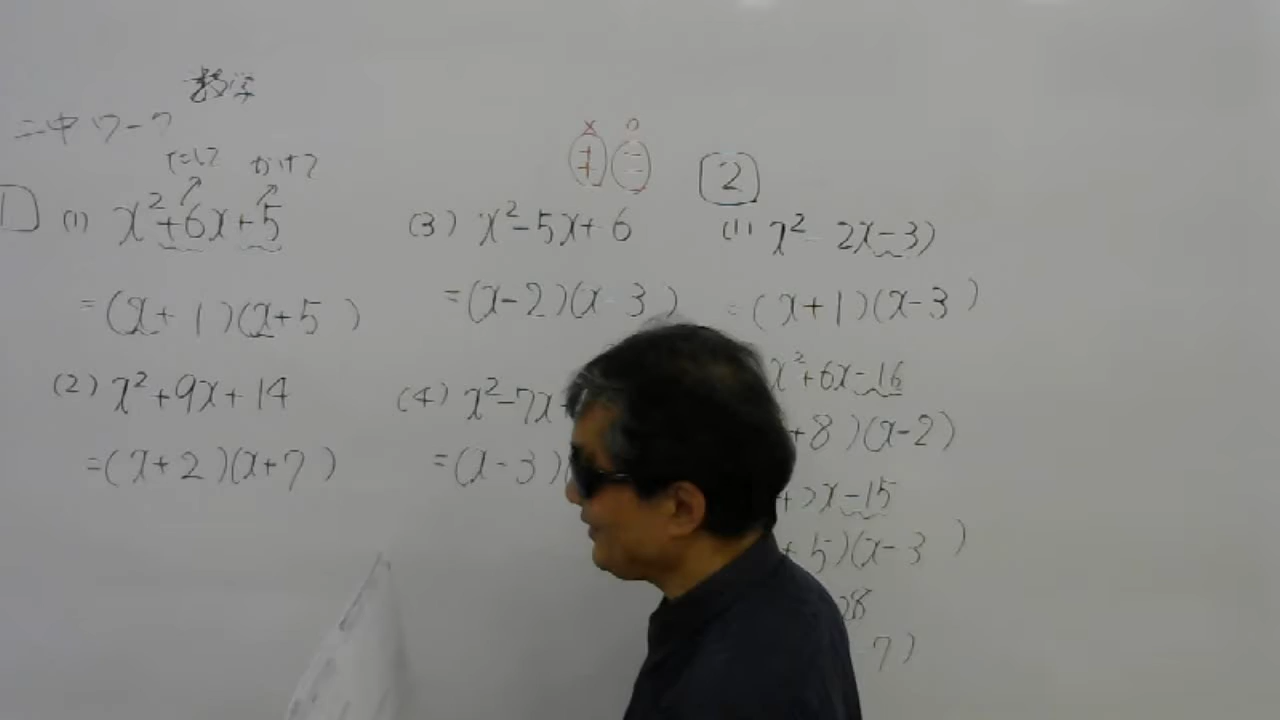 数学
二中ワーク
たして かけて
1 (1) x²+6x+5
=(x+1)(x+5)
(2) x²+9x+14
=(x+2)(x+7)
× ○
+ −
+ −
(3) x²-5x+6
=(x-2)(x-3)
(4) x²-7x+
=(x-3)(
2
(1) x²-2x-3)
=(x+1)(x-3)
x²+6x-16
+8)(x-2)
+2x-15
+5)(x-3)
28
7)